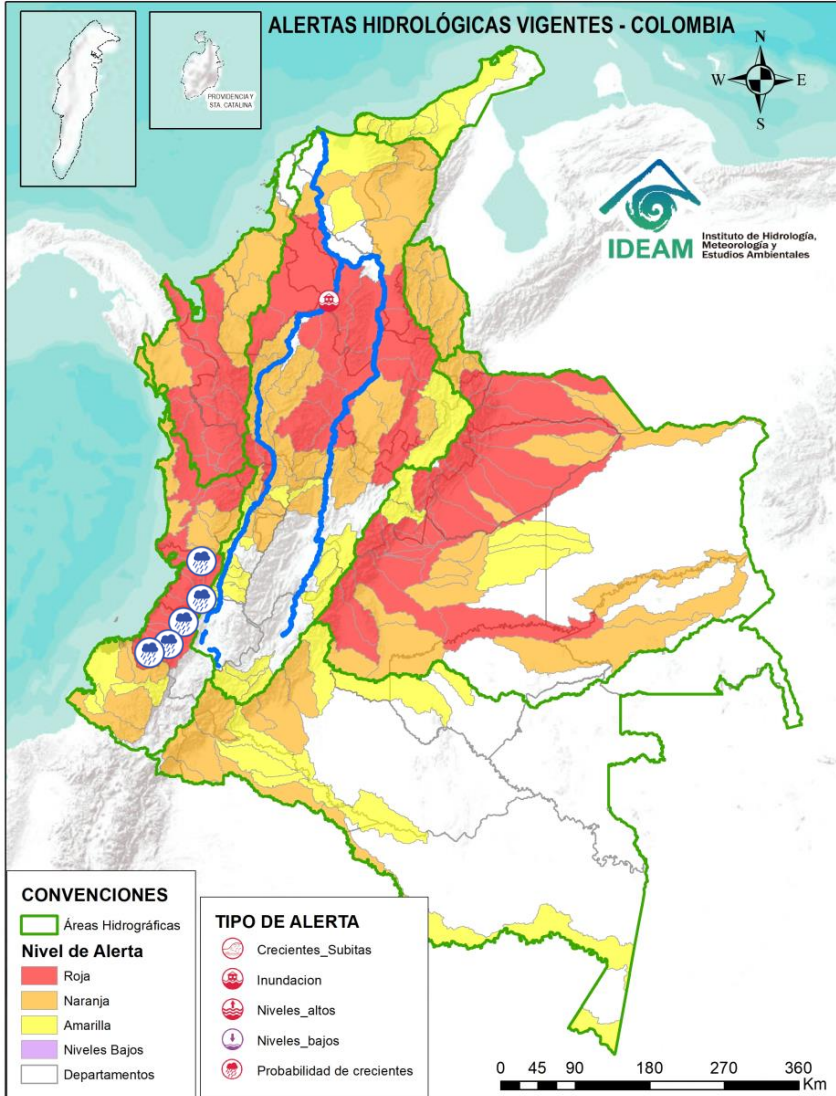 ALERTAS HIDROLÓGICAS VIGENTES - COLOMBIA
PROVIDENCIA Y
STA. CATALINA
N
W
E
S
IDEAM
Instituto de Hidrología,
Meteorología y
Estudios Ambientales
CONVENCIONES
Áreas Hidrográficas
Nivel de Alerta
Roja
Naranja
Amarilla
Niveles Bajos
Departamentos
TIPO DE ALERTA
Crecientes_Subitas
Inundacion
Niveles_altos
Niveles_bajos
Probabilidad de crecientes
0 45 90 180 270 360
Km